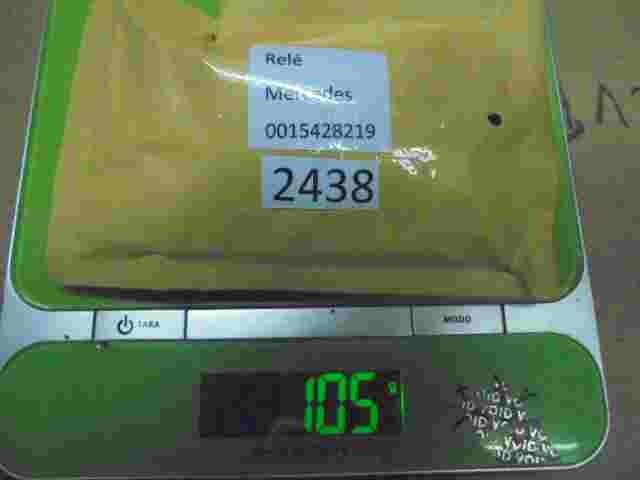 Relé
Mercedes
0015428219
2438
TARA
MODO
105 g